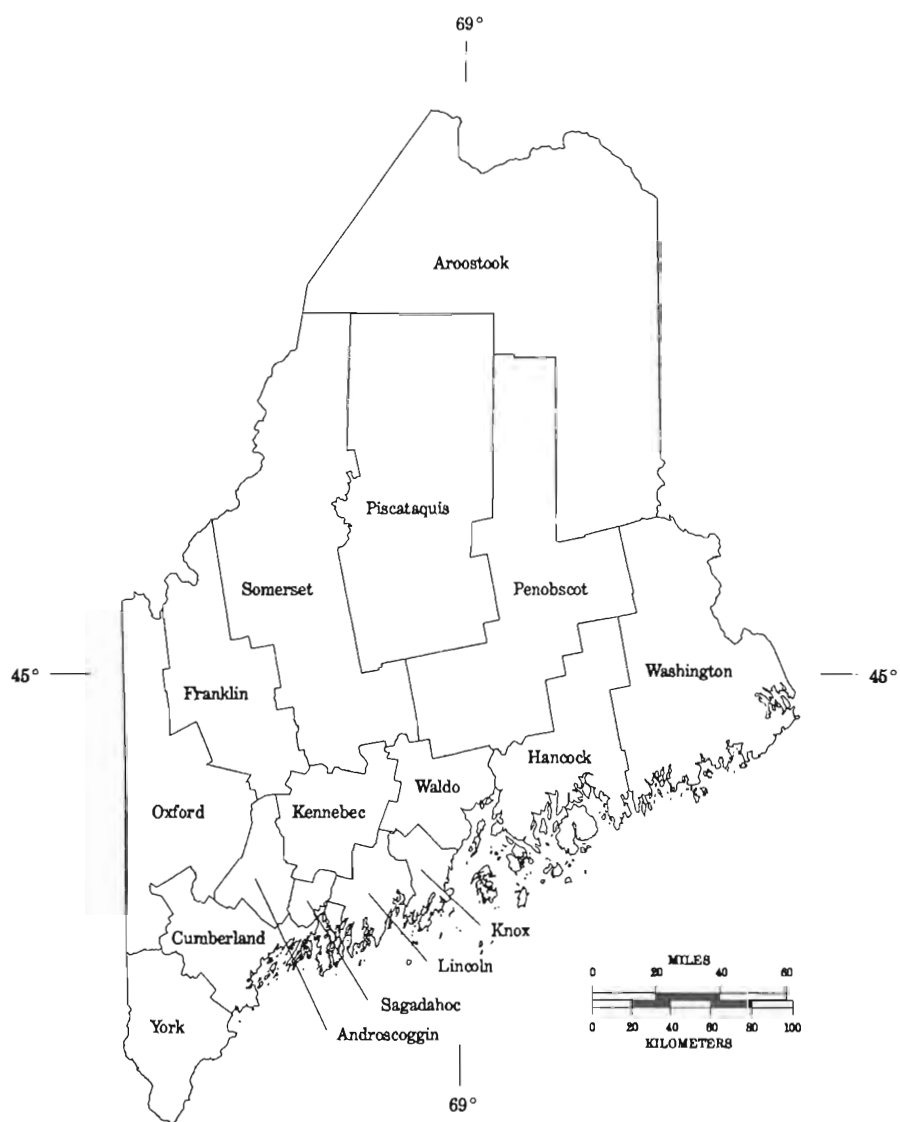 69°
Aroostook
Piscataquis
Somerset
Penobscot
45°
Washington
45°
Franklin
Hancock
Waldo
Oxford
Kennebec
Knox
Cumberland
Lincoln
MILES
0 20 40 60
Sagadahoc
York
Androscoggin
0 20 40 60 80 100
KILOMETERS
69°